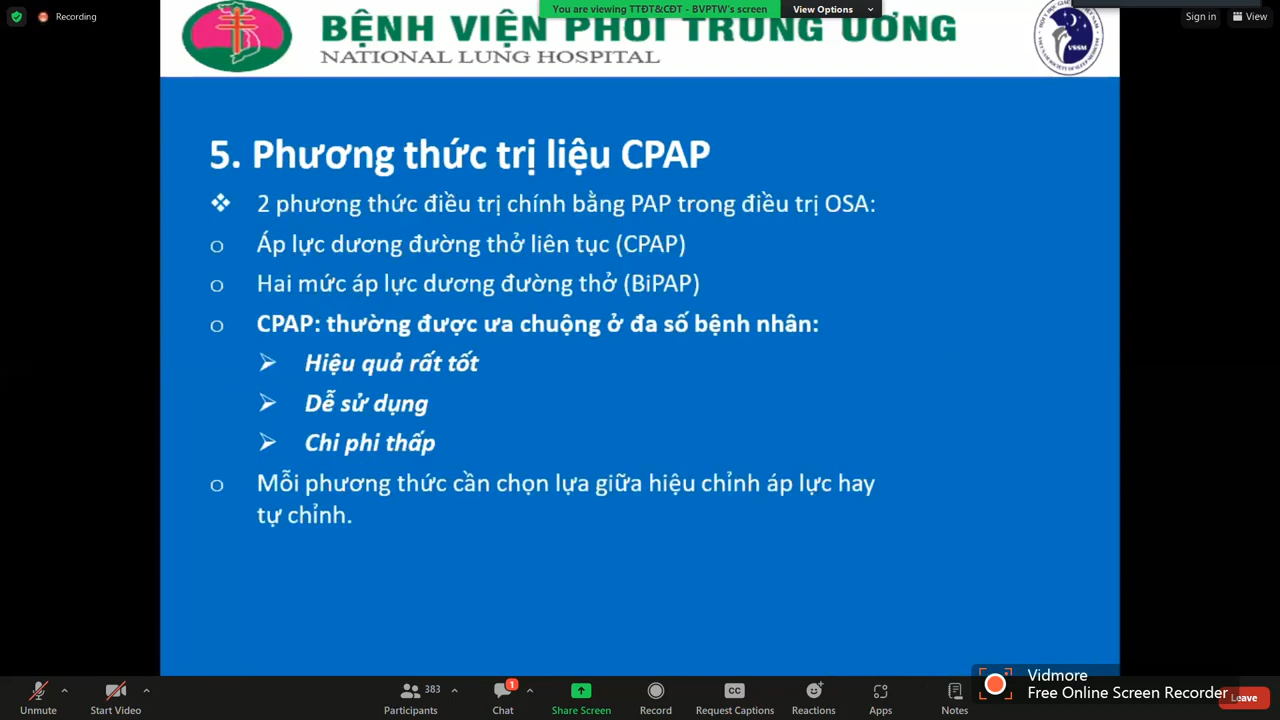 Recording
You are viewing TTĐT&CĐT - BVPTW's screen
View Options
Sign in
View
BỆNH VIỆN PHỔI TRUNG ƯƠNG
NATIONAL LUNG HOSPITAL
VSSM
5. Phương thức trị liệu CPAP
❖ 2 phương thức điều trị chính bằng PAP trong điều trị OSA:
o Áp lực dương đường thở liên tục (CPAP)
o Hai mức áp lực dương đường thở (BiPAP)
o CPAP: thường được ưa chuộng ở đa số bệnh nhân:
➢ Hiệu quả rất tốt
➢ Dễ sử dụng
➢ Chi phi thấp
o Mỗi phương thức cần chọn lựa giữa hiệu chỉnh áp lực hay
tự chỉnh.
Vidmore
Free Online Screen Recorder
383
1
CC
Unmute
Start Video
Participants
Chat
Share Screen
Record
Request Captions
Reactions
Apps
Notes
Leave